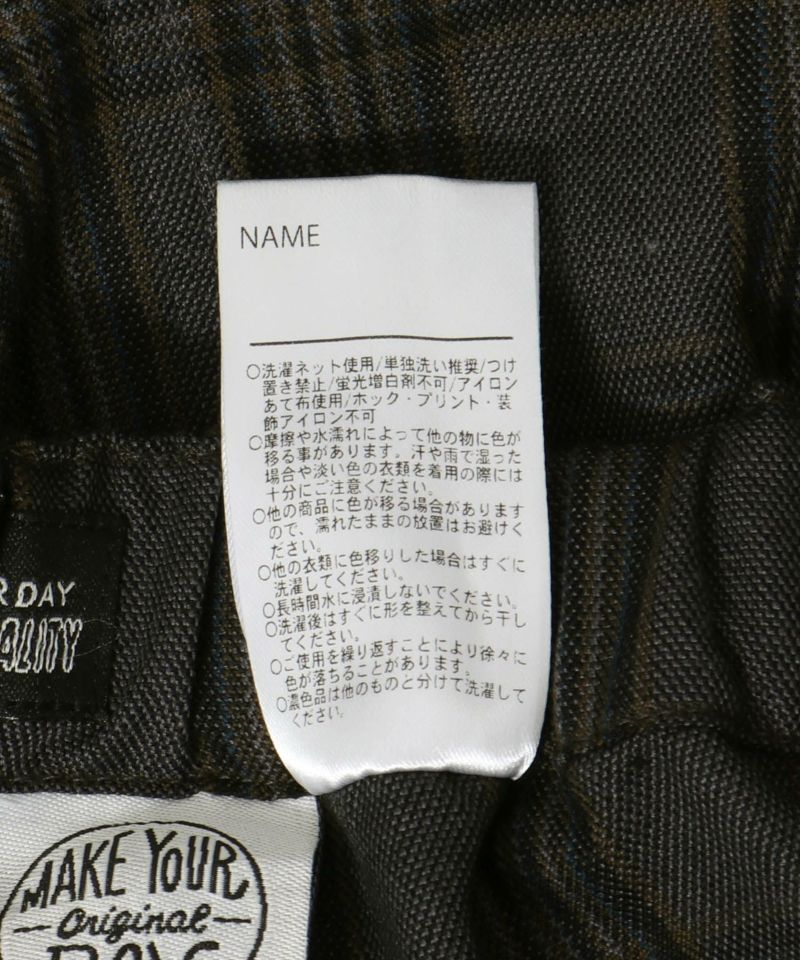 NAME
○洗濯ネット使用/単独洗い推奨/つけ
置き禁止/蛍光増白剤不可/アイロン
あて布使用/ホック・プリント・装
飾アイロン不可
○摩擦や水濡れによって他の物に色が
移る事があります。汗や雨で湿った
場合や淡い色の衣類を着用の際には
十分にご注意ください。
○他の商品に色が移る場合があります
ので、濡れたままの放置はお避けく
ださい。
○他の衣類に色移りした場合はすぐに
洗濯してください。
○長時間水に浸漬しないでください。
○洗濯後はすぐに形を整えてから干し
てください。
○ご使用を繰り返すことにより徐々に
色が落ちることがあります。
○濃色品は他のものと分けて洗濯して
ください。
R DAY
ALITY
MAKE YOUR
Original